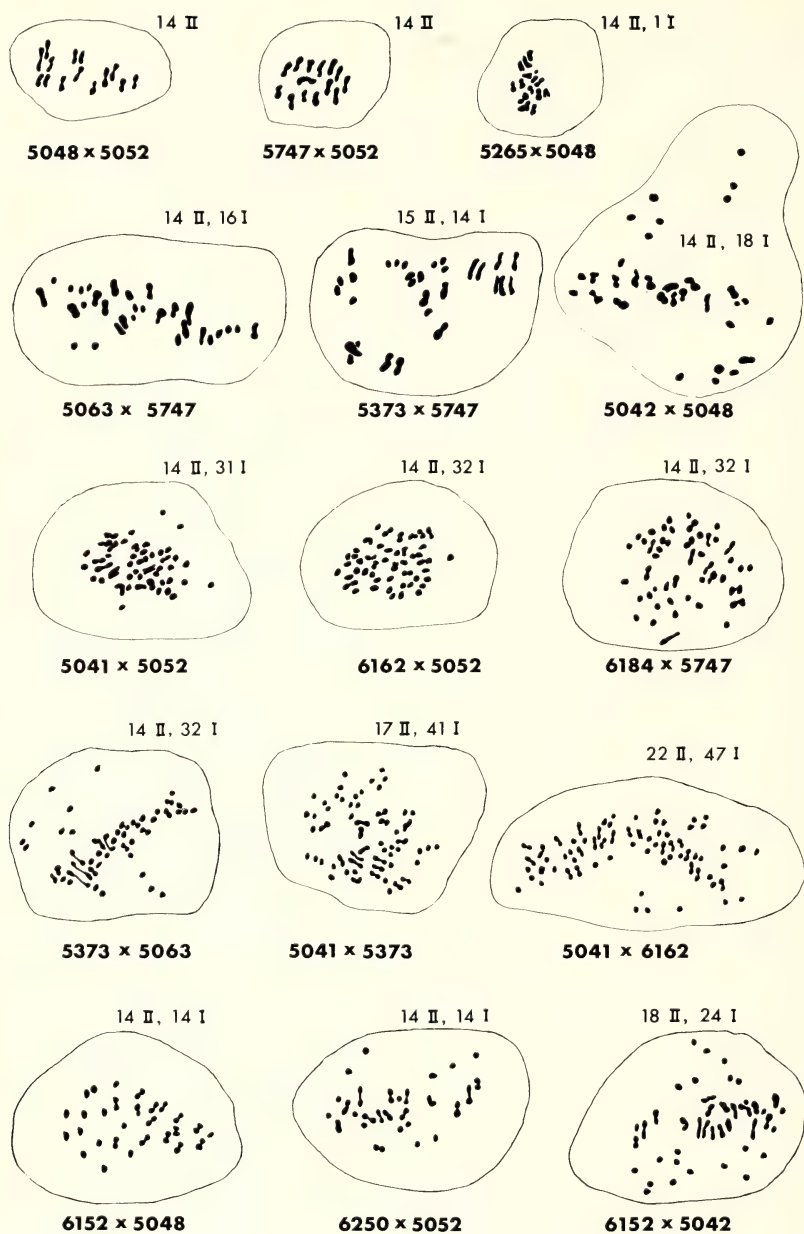 14 II 14 II 14 II, 1 I
5048 x 5052 5747 x 5052 5265 x 5048
14 II, 16 I 15 II, 14 I 14 II, 18 I
5063 x 5747 5373 x 5747 5042 x 5048
14 II, 31 I 14 II, 32 I 14 II, 32 I
5041 x 5052 6162 x 5052 6184 x 5747
14 II, 32 I 17 II, 41 I 22 II, 47 I
5373 x 5063 5041 x 5373 5041 x 6162
14 II, 14 I 14 II, 14 I 18 II, 24 I
6152 x 5048 6250 x 5052 6152 x 5042